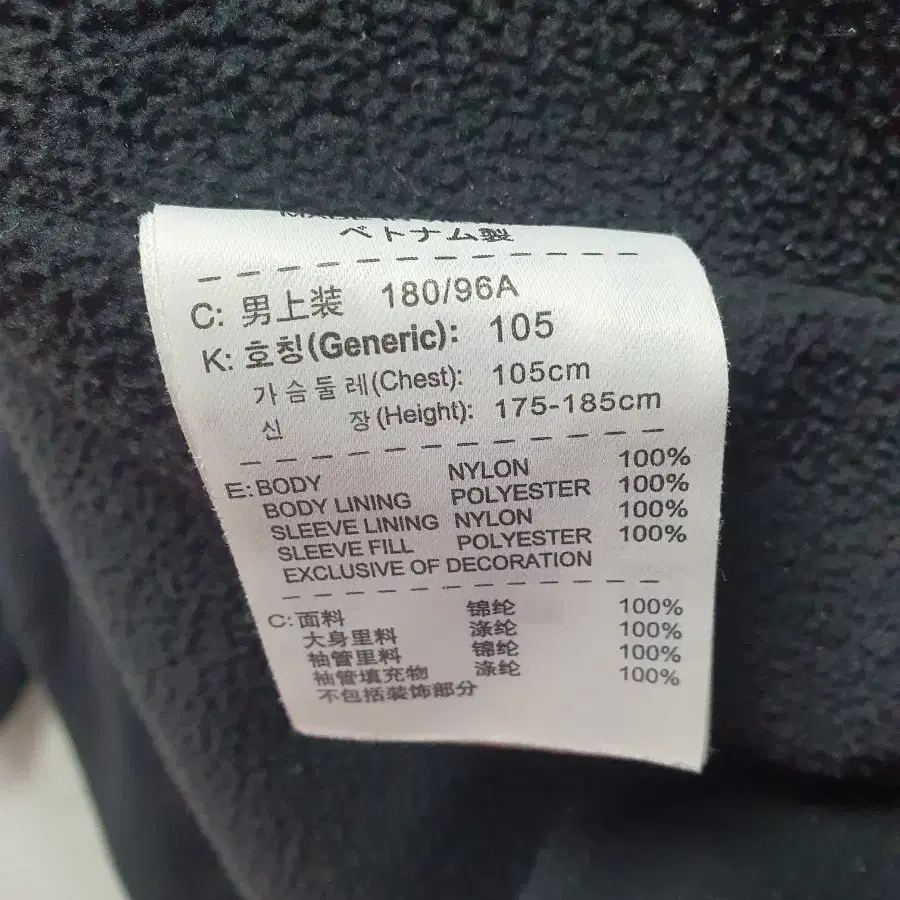 ベトナム製
C: 男上装 180/96A
K: 호칭(Generic): 105
가슴둘레(Chest): 105cm
신 장(Height): 175-185cm
E: BODY NYLON 100%
BODY LINING POLYESTER 100%
SLEEVE LINING NYLON 100%
SLEEVE FILL POLYESTER 100%
EXCLUSIVE OF DECORATION
C: 面料 锦纶 100%
大身里料 涤纶 100%
袖管里料 锦纶 100%
袖管填充物 涤纶 100%
不包括装饰部分